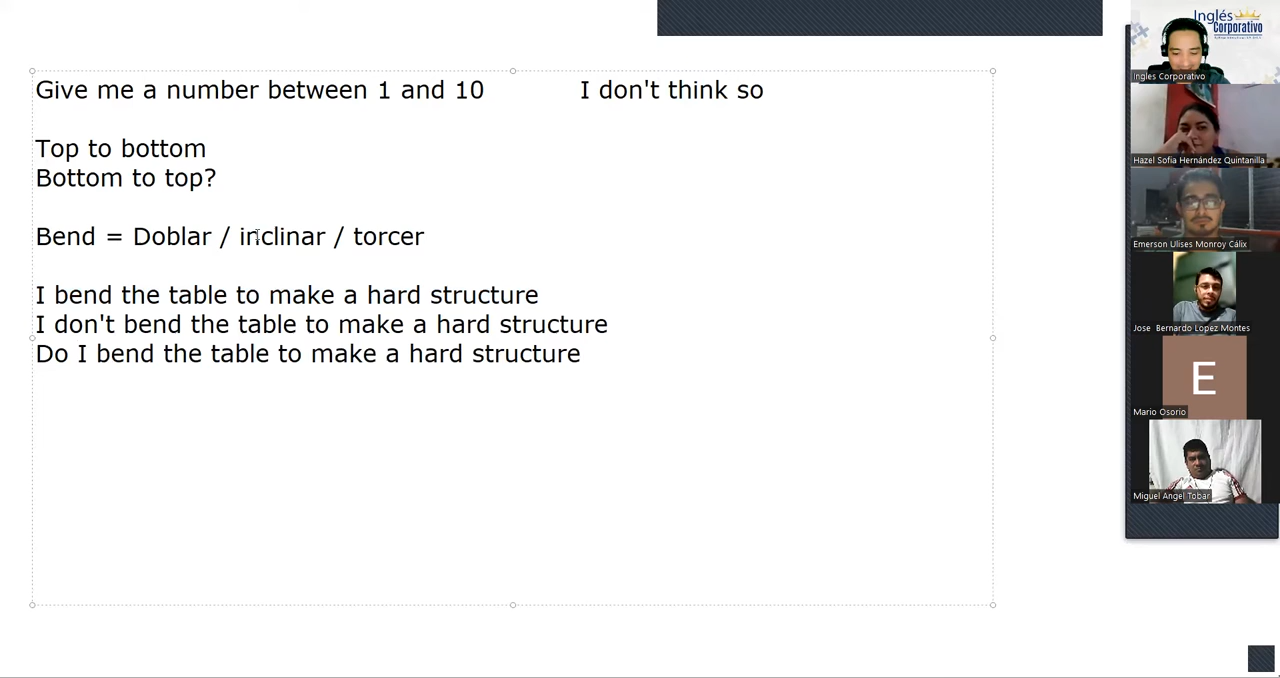 Give me a number between 1 and 10
I don't think so
Top to bottom
Bottom to top?
Bend = Doblar / inclinar / torcer
I bend the table to make a hard structure
I don't bend the table to make a hard structure
Do I bend the table to make a hard structure
Inglés
Corporativo
Ingles Corporativo
Hazel Sofia Hernández Quintanilla
Emerson Ulises Monroy Cálix
Jose Bernardo Lopez Montes
E
Mario Osorio
Miguel Angel Tobar